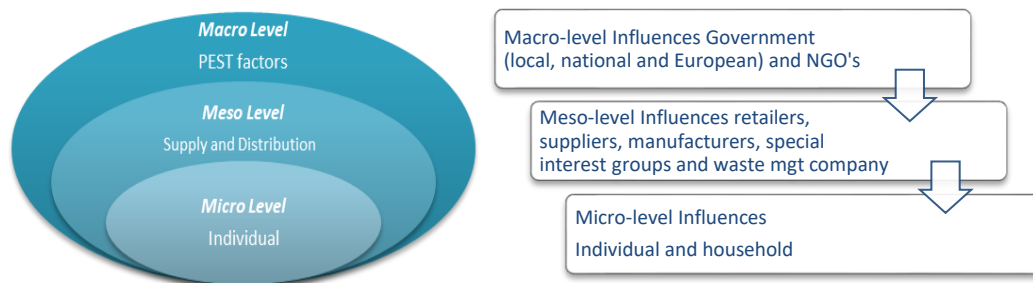 Macro Level
PEST factors
Meso Level
Supply and Distribution
Micro Level
Individual
Macro-level Influences Government
(local, national and European) and NGO's
Meso-level Influences retailers,
suppliers, manufacturers, special
interest groups and waste mgt company
Micro-level Influences
Individual and household